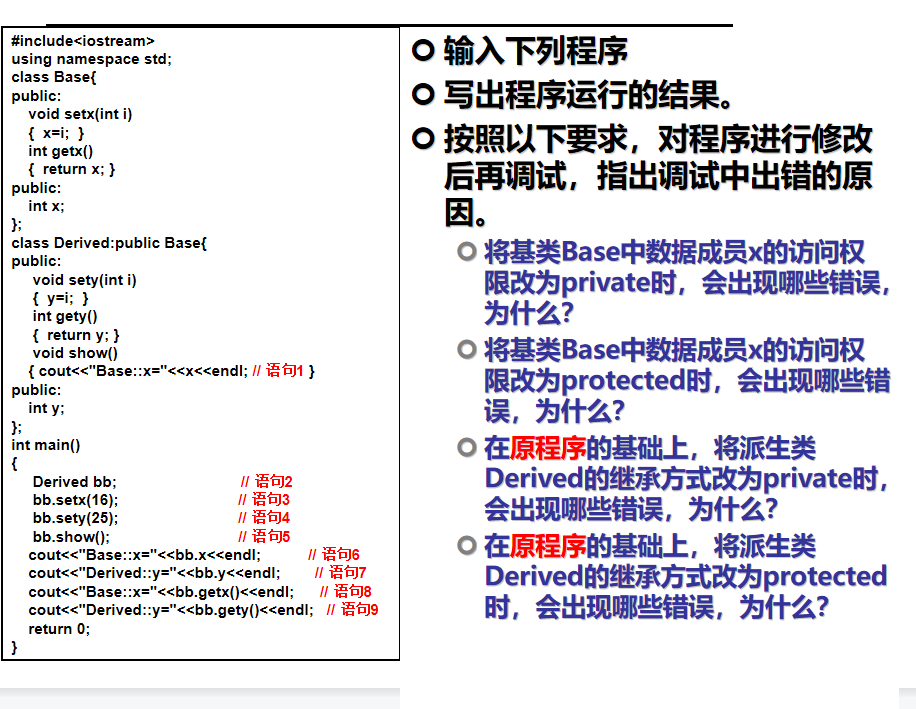 #include<iostream>
using namespace std;
class Base{
public:
void setx(int i)
{ x=i; }
int getx()
{ return x; }
public:
int x;
};
class Derived:public Base{
public:
void sety(int i)
{ y=i; }
int gety()
{ return y; }
void show()
{ cout<<"Base::x="<<x<<endl; // 语句1 }
public:
int y;
};
int main()
{
Derived bb; // 语句2
bb.setx(16); // 语句3
bb.sety(25); // 语句4
bb.show(); // 语句5
cout<<"Base::x="<<bb.x<<endl; // 语句6
cout<<"Derived::y="<<bb.y<<endl; // 语句7
cout<<"Base::x="<<bb.getx()<<endl; // 语句8
cout<<"Derived::y="<<bb.gety()<<endl; // 语句9
return 0;
}
输入下列程序
写出程序运行的结果。
按照以下要求，对程序进行修改
后再调试，指出调试中出错的原
因。
将基类Base中数据成员x的访问权
限改为private时，会出现哪些错误，
为什么？
将基类Base中数据成员x的访问权
限改为protected时，会出现哪些错
误，为什么？
在原程序的基础上，将派生类
Derived的继承方式改为private时，
会出现哪些错误，为什么？
在原程序的基础上，将派生类
Derived的继承方式改为protected
时，会出现哪些错误，为什么？